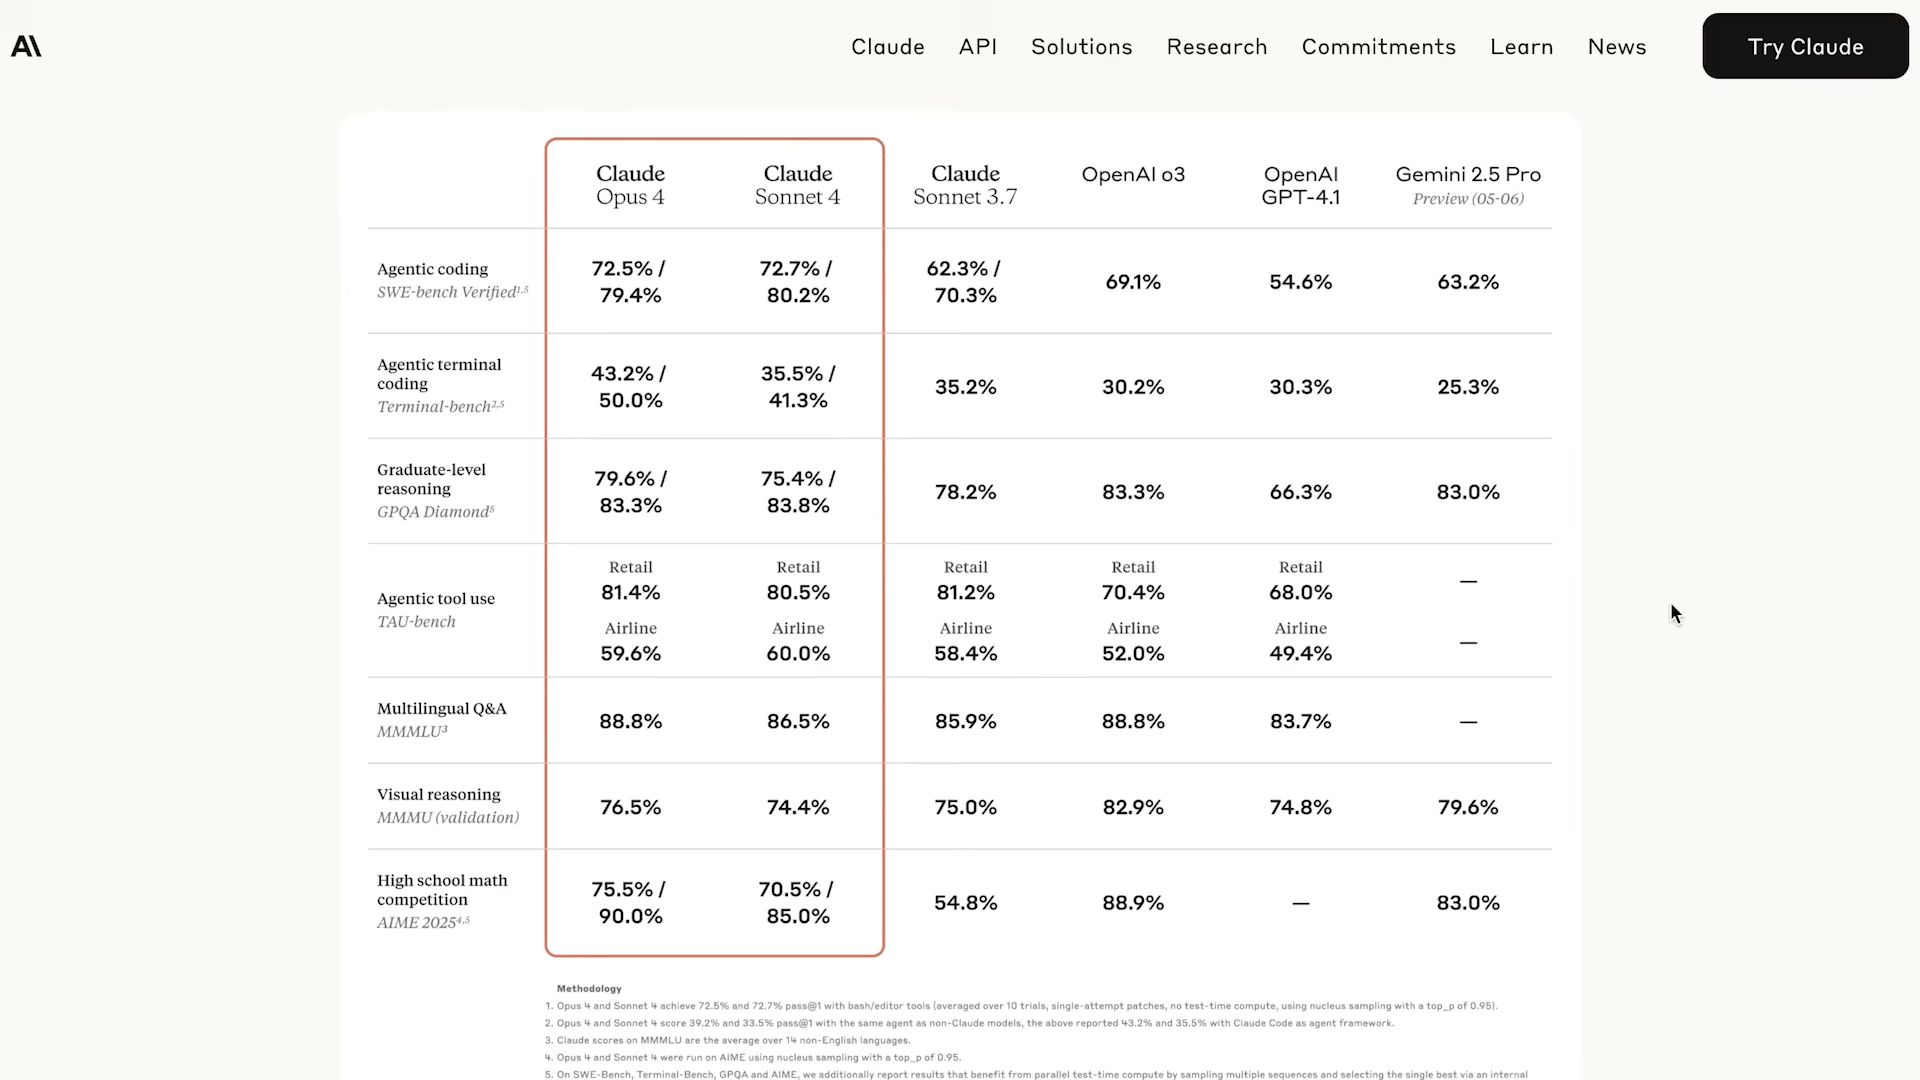 A\
Claude API Solutions Research Commitments Learn News Try Claude
Claude Opus 4
Claude Sonnet 4
Claude Sonnet 3.7
OpenAI o3
OpenAI GPT-4.1
Gemini 2.5 Pro Preview (05-06)
Agentic coding
SWE-bench Verified¹,⁵
72.5% / 79.4%
72.7% / 80.2%
62.3% / 70.3%
69.1%
54.6%
63.2%
Agentic terminal
coding
Terminal-bench²,⁵
43.2% / 50.0%
35.5% / 41.3%
35.2%
30.2%
30.3%
25.3%
Graduate-level
reasoning
GPQA Diamond⁵
79.6% / 83.3%
75.4% / 83.8%
78.2%
83.3%
66.3%
83.0%
Agentic tool use
TAU-bench
Retail 81.4%
Retail 80.5%
Retail 81.2%
Retail 70.4%
Retail 68.0%
—
Airline 59.6%
Airline 60.0%
Airline 58.4%
Airline 52.0%
Airline 49.4%
—
Multilingual Q&A
MMMLU³
88.8%
86.5%
85.9%
88.8%
83.7%
—
Visual reasoning
MMMU (validation)
76.5%
74.4%
75.0%
82.9%
74.8%
79.6%
High school math
competition
AIME 2025⁴,⁵
75.5% / 90.0%
70.5% / 85.0%
54.8%
88.9%
—
83.0%
Methodology
1. Opus 4 and Sonnet 4 achieve 72.5% and 72.7% pass@1 with bash/editor tools (averaged over 10 trials, single-attempt patches, no test-time compute, using nucleus sampling with a top_p of 0.95).
2. Opus 4 and Sonnet 4 score 39.2% and 33.5% pass@1 with the same agent as non-Claude models, the above reported 43.2% and 35.5% with Claude Code as agent framework.
3. Claude scores on MMMLU are the average over 14 non-English languages.
4. Opus 4 and Sonnet 4 were run on AIME using nucleus sampling with a top_p of 0.95.
5. On SWE-Bench, Terminal-Bench, GPQA and AIME, we additionally report results that benefit from parallel test-time compute by sampling multiple sequences and selecting the single best via an internal